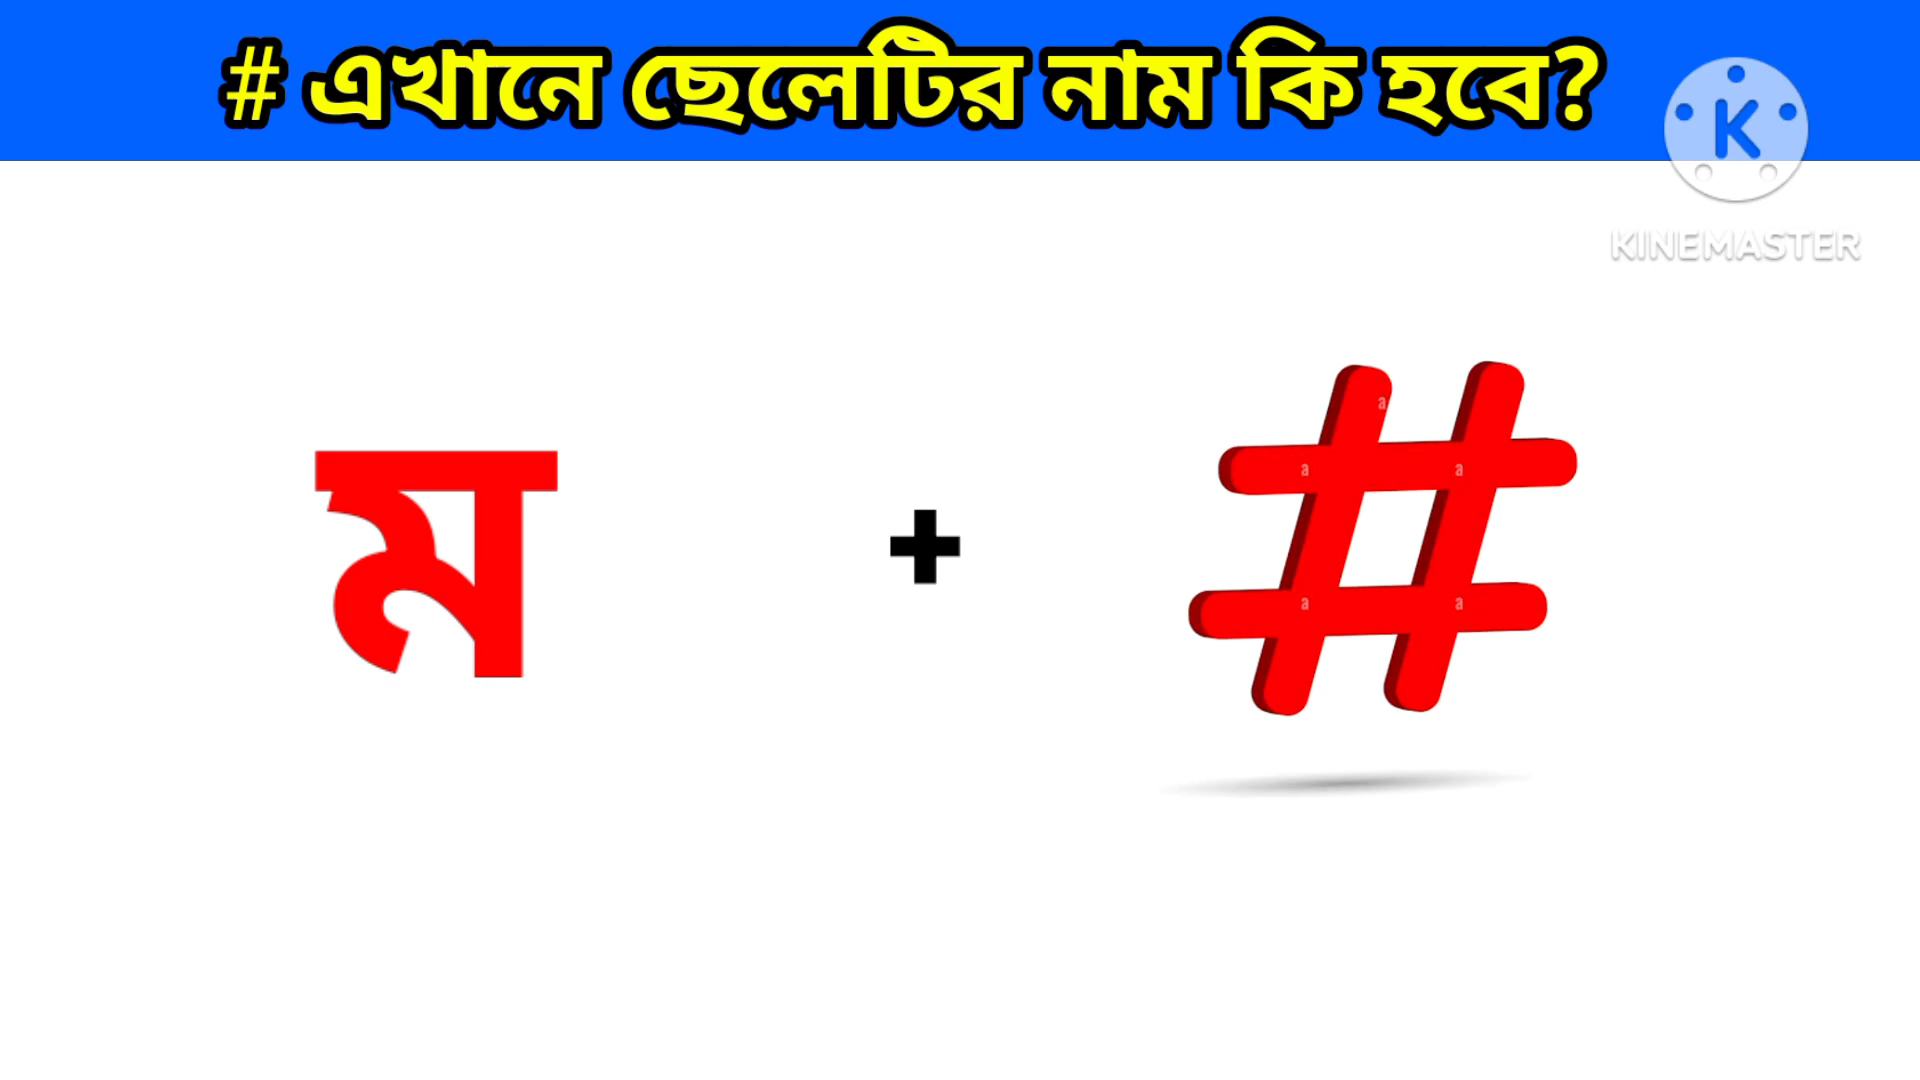 # এখানে ছেলেটির নাম কি হবে?
K
KINEMASTER
ম + #
a
a a
a a